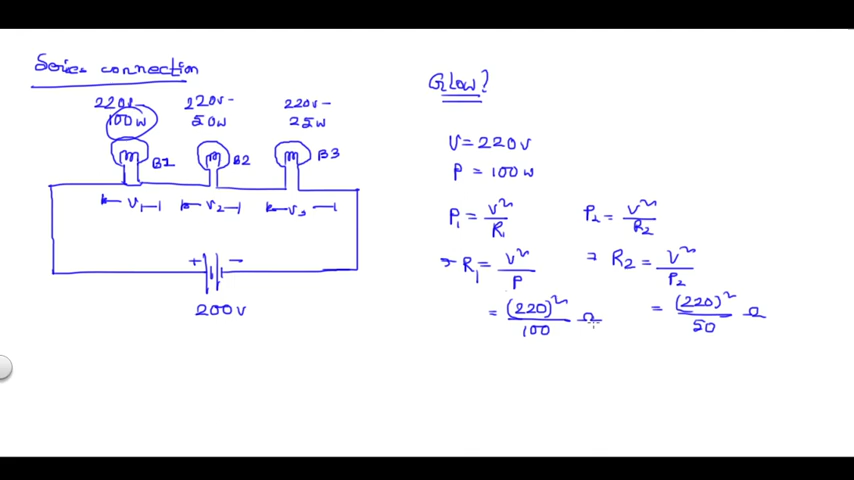 Series connection
220V- 220V- 220V-
100W 50W 25W
B1 B2 B3
V₁ V₂ V₃
+ -
200V
Glow?
V = 220V
P = 100W
P₁ = V²/R₁
⇒ R₁ = V²/P
= (220)²/100 Ω
P₂ = V²/R₂
⇒ R₂ = V²/P₂
= (220)²/50 Ω